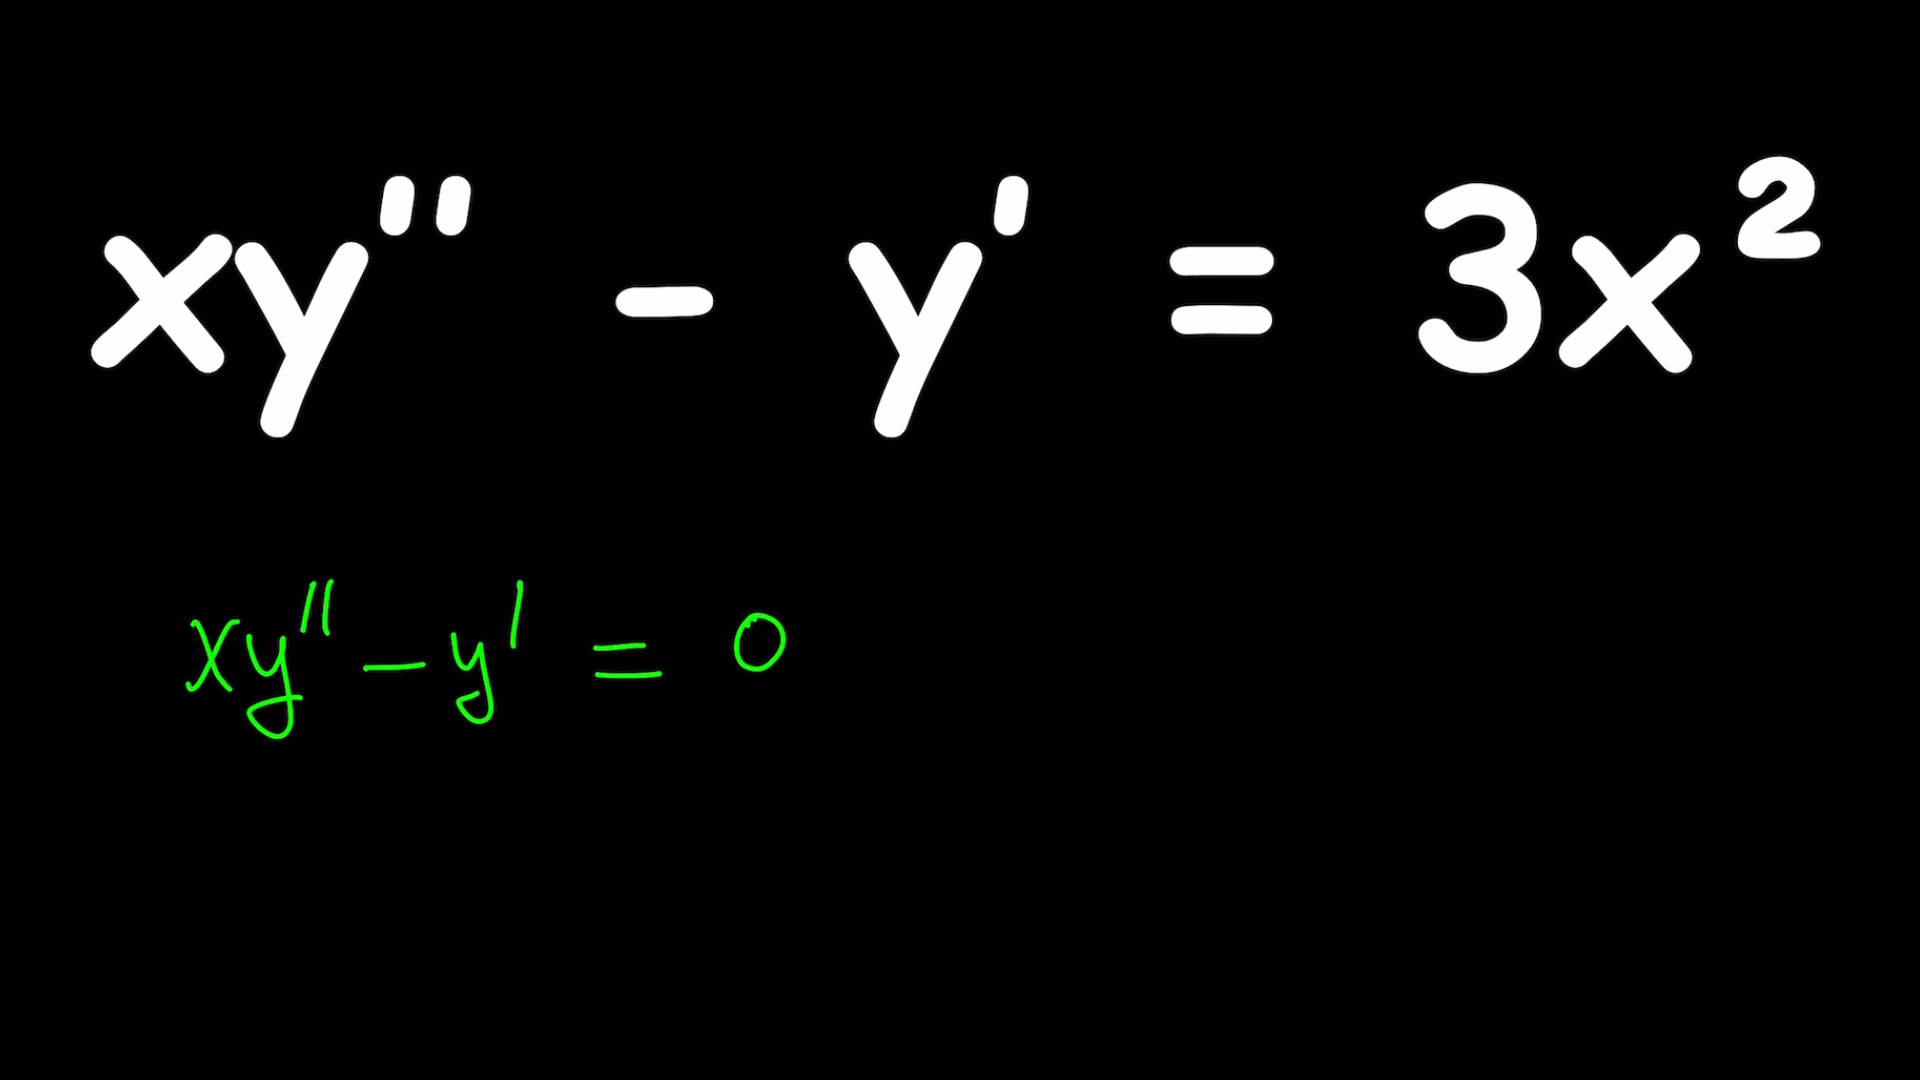 xy" - y' = 3x²
xy" - y' = 0